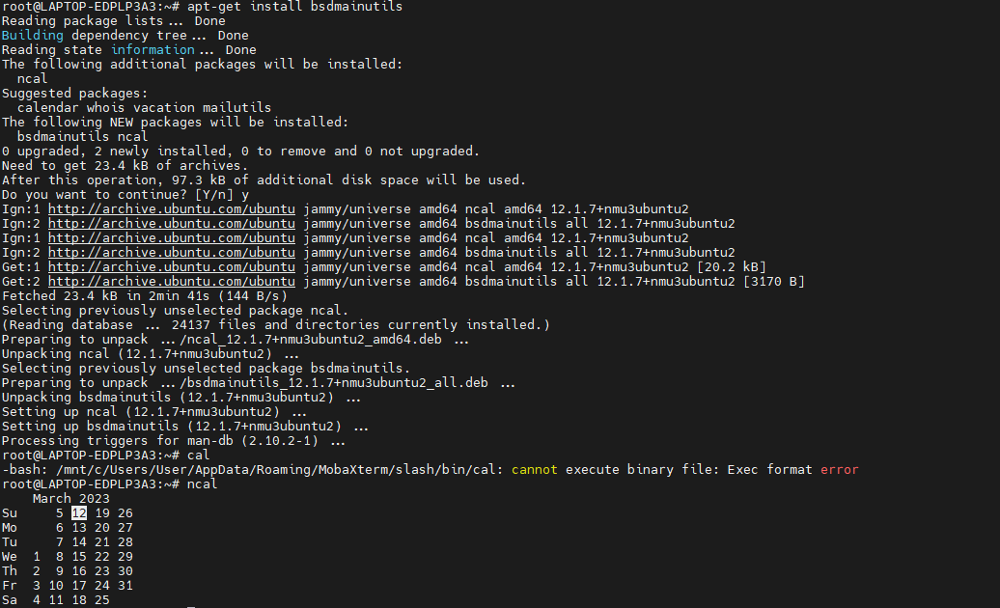 root@LAPTOP-EDPLP3A3:~# apt-get install bsdmainutils
Reading package lists... Done
Building dependency tree... Done
Reading state information... Done
The following additional packages will be installed:
  ncal
Suggested packages:
  calendar whois vacation mailutils
The following NEW packages will be installed:
  bsdmainutils ncal
0 upgraded, 2 newly installed, 0 to remove and 0 not upgraded.
Need to get 23.4 kB of archives.
After this operation, 97.3 kB of additional disk space will be used.
Do you want to continue? [Y/n] y
Ign:1 http://archive.ubuntu.com/ubuntu jammy/universe amd64 ncal amd64 12.1.7+nmu3ubuntu2
Ign:2 http://archive.ubuntu.com/ubuntu jammy/universe amd64 bsdmainutils all 12.1.7+nmu3ubuntu2
Ign:1 http://archive.ubuntu.com/ubuntu jammy/universe amd64 ncal amd64 12.1.7+nmu3ubuntu2
Ign:2 http://archive.ubuntu.com/ubuntu jammy/universe amd64 bsdmainutils all 12.1.7+nmu3ubuntu2
Get:1 http://archive.ubuntu.com/ubuntu jammy/universe amd64 ncal amd64 12.1.7+nmu3ubuntu2 [20.2 kB]
Get:2 http://archive.ubuntu.com/ubuntu jammy/universe amd64 bsdmainutils all 12.1.7+nmu3ubuntu2 [3170 B]
Fetched 23.4 kB in 2min 41s (144 B/s)
Selecting previously unselected package ncal.
(Reading database ... 24137 files and directories currently installed.)
Preparing to unpack .../ncal_12.1.7+nmu3ubuntu2_amd64.deb ...
Unpacking ncal (12.1.7+nmu3ubuntu2) ...
Selecting previously unselected package bsdmainutils.
Preparing to unpack .../bsdmainutils_12.1.7+nmu3ubuntu2_all.deb ...
Unpacking bsdmainutils (12.1.7+nmu3ubuntu2) ...
Setting up ncal (12.1.7+nmu3ubuntu2) ...
Setting up bsdmainutils (12.1.7+nmu3ubuntu2) ...
Processing triggers for man-db (2.10.2-1) ...
root@LAPTOP-EDPLP3A3:~# cal
-bash: /mnt/c/Users/User/AppData/Roaming/MobaXterm/slash/bin/cal: cannot execute binary file: Exec format error
root@LAPTOP-EDPLP3A3:~# ncal
    March 2023
Su     5 12 19 26
Mo     6 13 20 27
Tu     7 14 21 28
We  1  8 15 22 29
Th  2  9 16 23 30
Fr  3 10 17 24 31
Sa  4 11 18 25